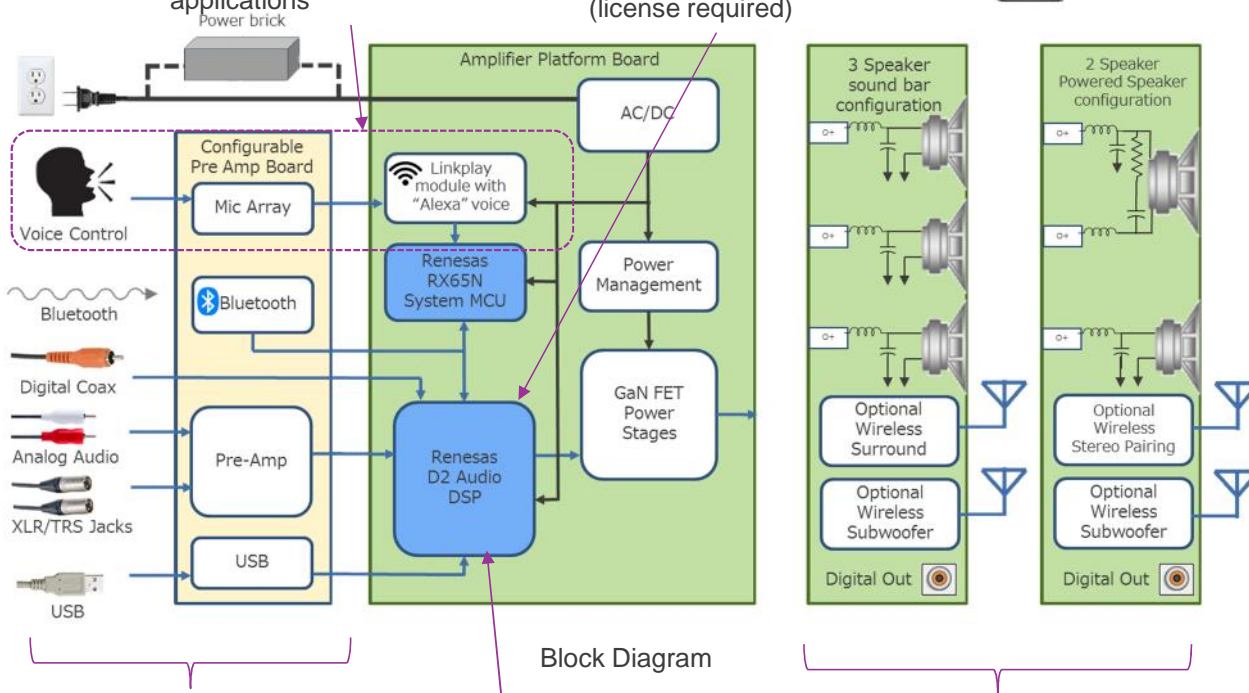 applications
(license required)
Power brick
Amplifier Platform Board
AC/DC
3 Speaker
sound bar
configuration
2 Speaker
Powered Speaker
configuration
Configurable
Pre Amp Board
Mic Array
Linkplay
module with
"Alexa" voice
Voice Control
Renesas
RX65N
System MCU
Power
Management
Bluetooth
Bluetooth
Digital Coax
Analog Audio
XLR/TRS Jacks
USB
Pre-Amp
USB
Renesas
D2 Audio
DSP
GaN FET
Power
Stages
O+
O+
O+
O+
O+
O+
Optional
Wireless
Surround
Optional
Wireless
Subwoofer
Digital Out
Optional
Wireless
Stereo Pairing
Optional
Wireless
Subwoofer
Digital Out
Block Diagram